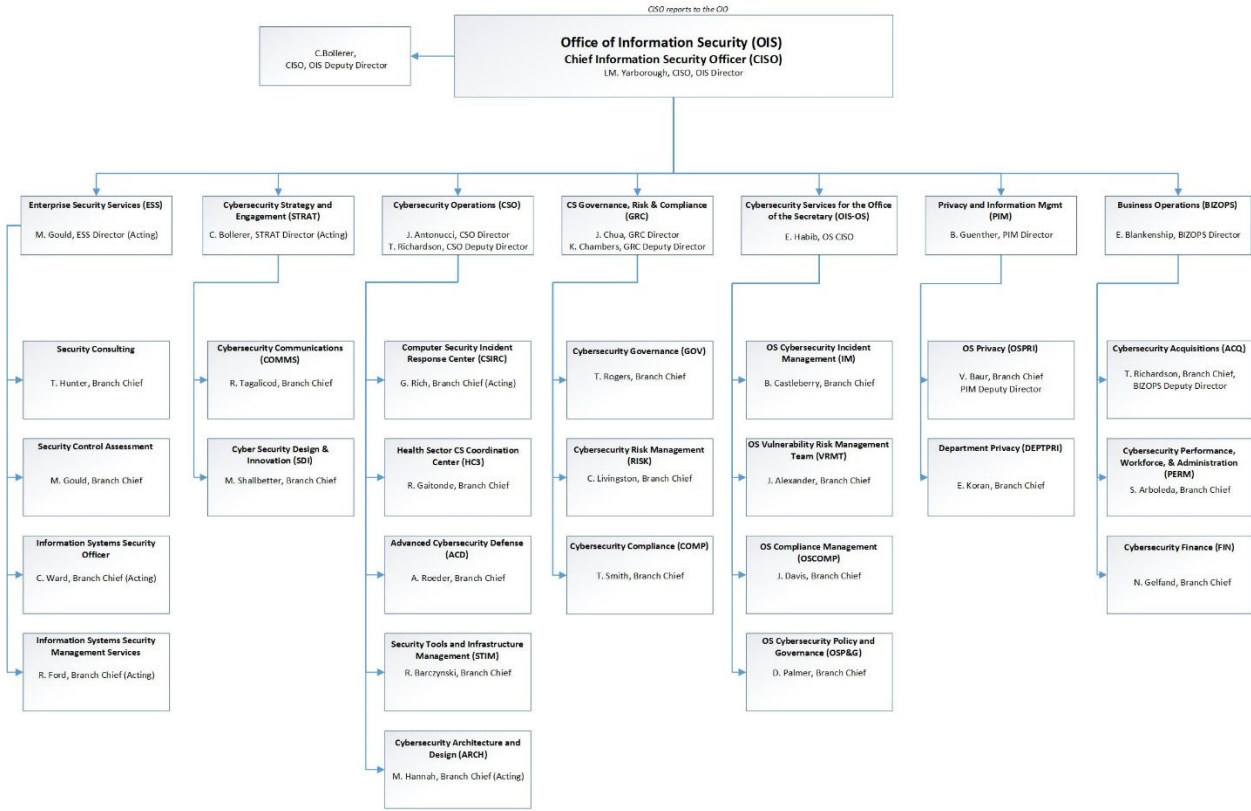 CISO reports to the CIO
Office of Information Security (OIS)
Chief Information Security Officer (CISO)
LM. Yarborough, CISO, OIS Director
C.Bollerer,
CISO, OIS Deputy Director
Enterprise Security Services (ESS)
M. Gould, ESS Director (Acting)
Security Consulting
T. Hunter, Branch Chief
Security Control Assessment
M. Gould, Branch Chief
Information Systems Security
Officer
C. Ward, Branch Chief (Acting)
Information Systems Security
Management Services
R. Ford, Branch Chief (Acting)
Cybersecurity Strategy and
Engagement (STRAT)
C. Bollerer, STRAT Director (Acting)
Cybersecurity Communications
(COMMS)
R. Tagalicod, Branch Chief
Cyber Security Design &
Innovation (SDI)
M. Shallbetter, Branch Chief
Cybersecurity Operations (CSO)
J. Antonucci, CSO Director
T. Richardson, CSO Deputy Director
Computer Security Incident
Response Center (CSIRC)
G. Rich, Branch Chief (Acting)
Health Sector CS Coordination
Center (HC3)
R. Gaitonde, Branch Chief
Advanced Cybersecurity Defense
(ACD)
A. Roeder, Branch Chief
Security Tools and Infrastructure
Management (STIM)
R. Barczynski, Branch Chief
Cybersecurity Architecture and
Design (ARCH)
M. Hannah, Branch Chief (Acting)
CS Governance, Risk & Compliance
(GRC)
J. Chua, GRC Director
K. Chambers, GRC Deputy Director
Cybersecurity Governance (GOV)
T. Rogers, Branch Chief
Cybersecurity Risk Management
(RISK)
C. Livingston, Branch Chief
Cybersecurity Compliance (COMP)
T. Smith, Branch Chief
Cybersecurity Services for the Office
of the Secretary (OIS-OS)
E. Habib, OS CISO
OS Cybersecurity Incident
Management (IM)
B. Castleberry, Branch Chief
OS Vulnerability Risk Management
Team (VRMT)
J. Alexander, Branch Chief
OS Compliance Management
(OSCOMP)
J. Davis, Branch Chief
OS Cybersecurity Policy and
Governance (OSP&G)
D. Palmer, Branch Chief
Privacy and Information Mgmt
(PIM)
B. Guenther, PIM Director
OS Privacy (OSPRI)
V. Baur, Branch Chief
PIM Deputy Director
Department Privacy (DEPTPRI)
E. Koran, Branch Chief
Business Operations (BIZOPS)
E. Blankenship, BIZOPS Director
Cybersecurity Acquisitions (ACQ)
T. Richardson, Branch Chief,
BIZOPS Deputy Director
Cybersecurity Performance,
Workforce, & Administration
(PERM)
S. Arboleda, Branch Chief
Cybersecurity Finance (FIN)
N. Gelfand, Branch Chief